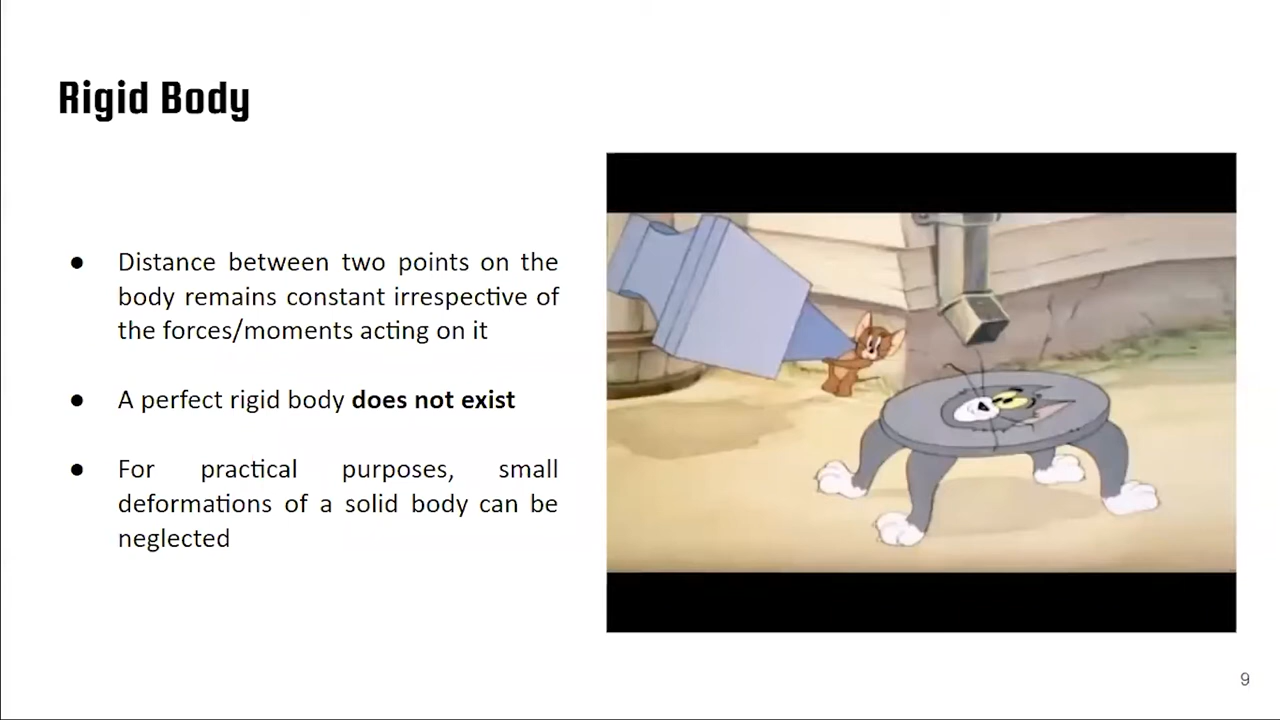 Rigid Body
● Distance between two points on the
body remains constant irrespective of
the forces/moments acting on it
● A perfect rigid body does not exist
● For practical purposes, small
deformations of a solid body can be
neglected
9